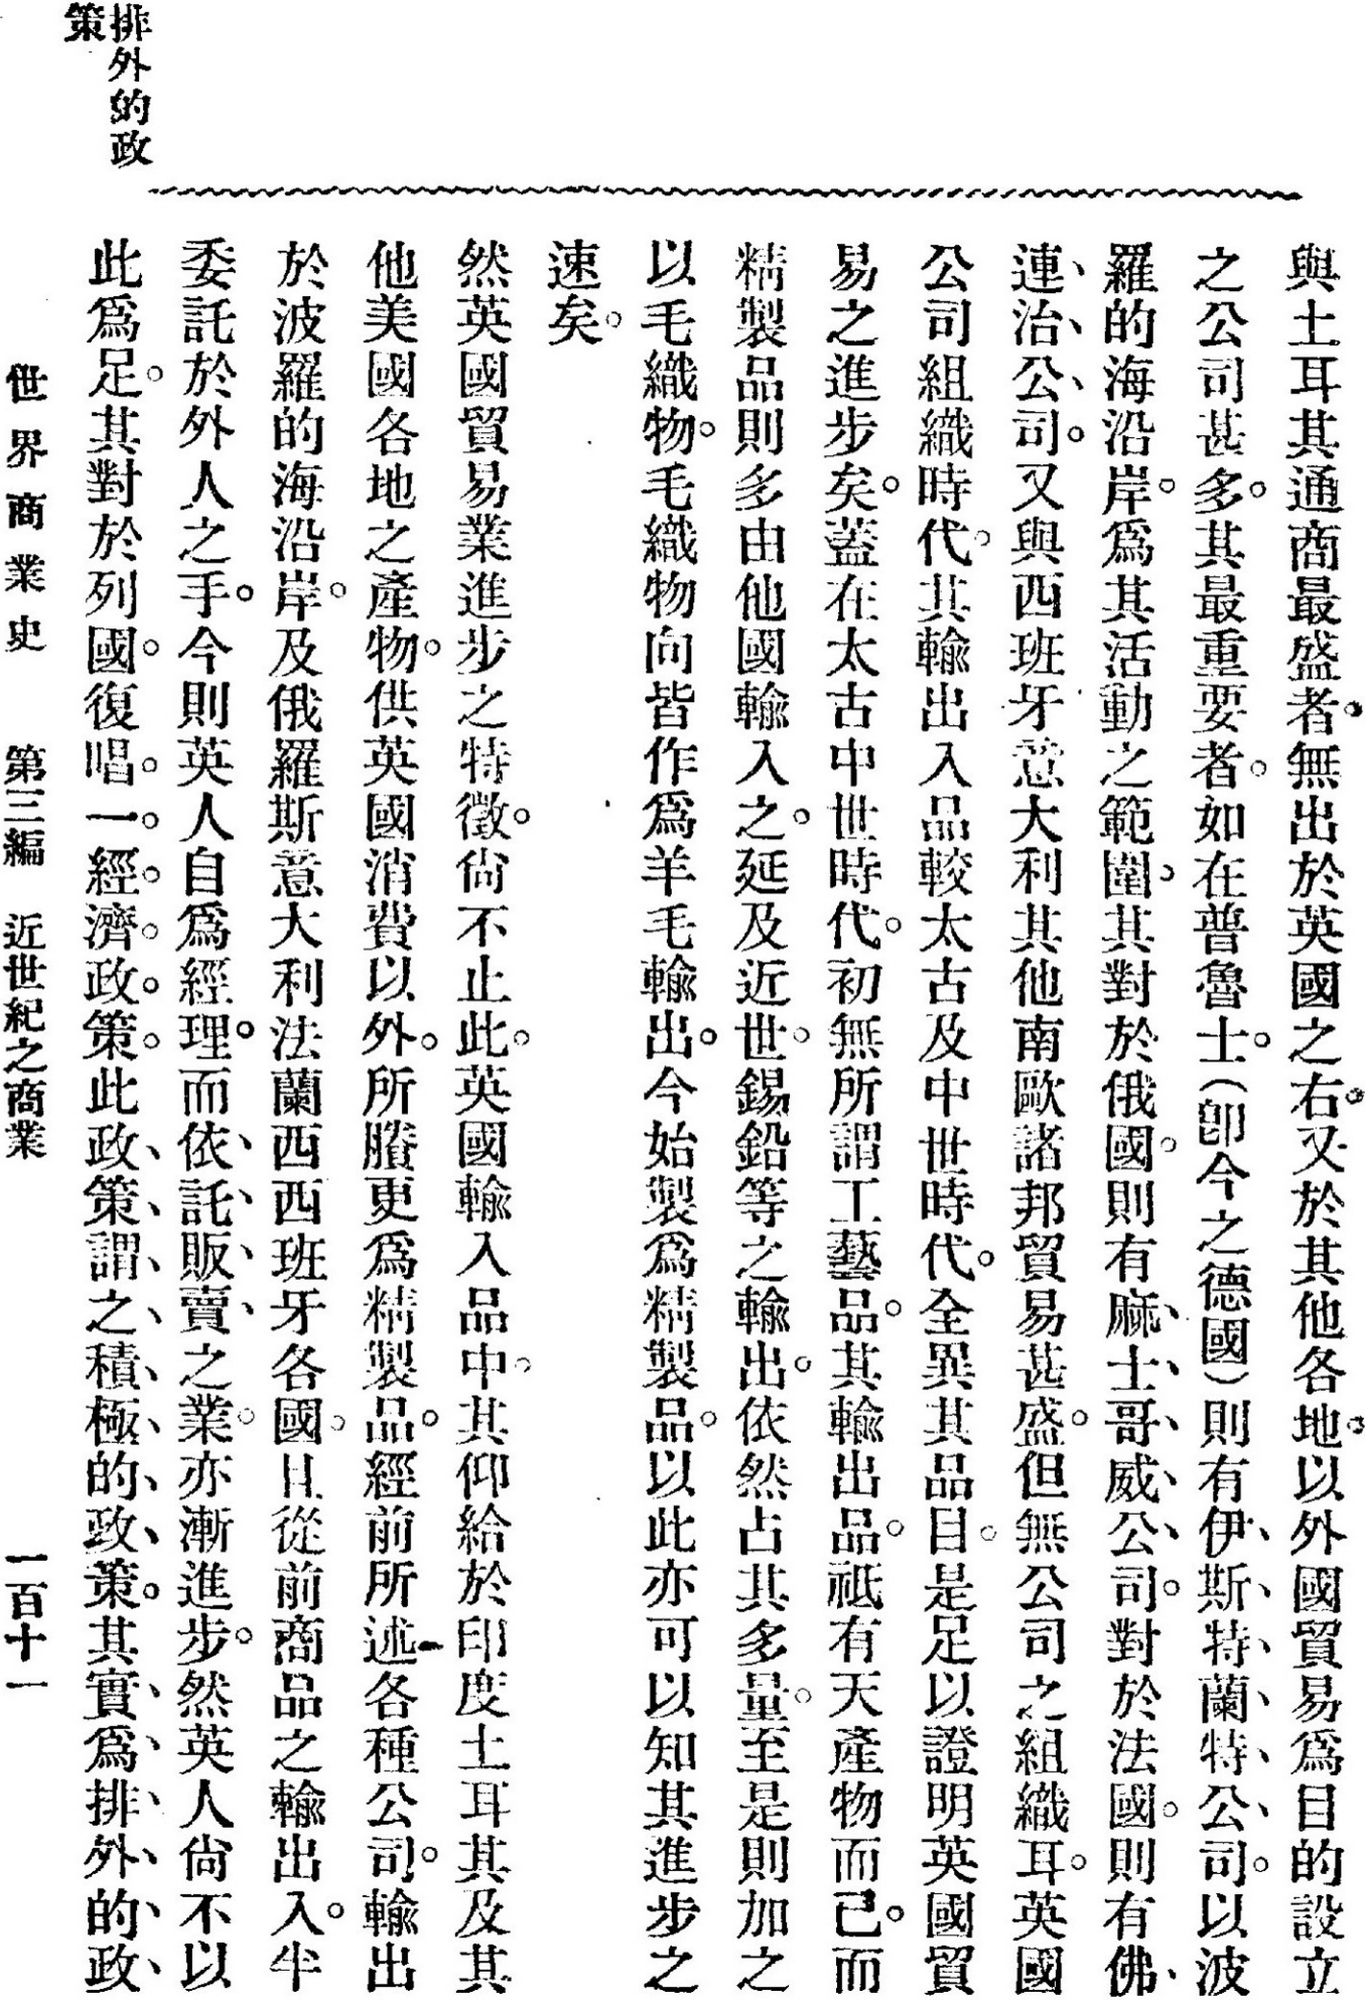 排外的政
策
與土耳其通商最盛者。無出於英國之右。又於其他各地。以外國貿易爲目的設立
之公司甚多。其最重要者。如在普魯士。(卽今之德國)則有伊、斯、特、蘭、特、公、司。以波
羅的海沿岸。爲其活動之範圍。其對於俄國。則有麻、士、哥、威、公、司。對於法國。則有佛、
連、治、公、司。又與西班牙意大利其他南歐諸邦貿易甚盛。但無公司之組織耳。英國
公司組織時代。其輸出入品較太古及中世時代。全異其品目。是足以證明英國貿
易之進步矣。蓋在太古中世時代。初無所謂工藝品。其輸出品。祗有天產物而已。而
精製品則多由他國輸入之。延及近世。錫鉛等之輸出。依然占其多量。至是則加之
以毛織物。毛織物向皆作爲羊毛輸出。今始製爲精製品。以此亦可以知其進步之
速矣。
然英國貿易業進步之特徵。尙不止此。英國輸入品中。其仰給於印度土耳其及其
他美國各地之產物。供英國消費以外。所賸更爲精製品。經前所述各種公司。輸出
於波羅的海沿岸。及俄羅斯意大利法蘭西西班牙各國。且從前商品之輸出入。半
委託於外人之手。今則英人自爲經理。而依、託、販、賣、之業。亦漸進步。然英人尙不以
此爲足。其對於列國。復唱。一。經。濟。政。策。此政、策、謂、之、積、極、的、政、策。其實、爲、排、外、的、政、
世界商業史 第三編 近世紀之商業 一百十一